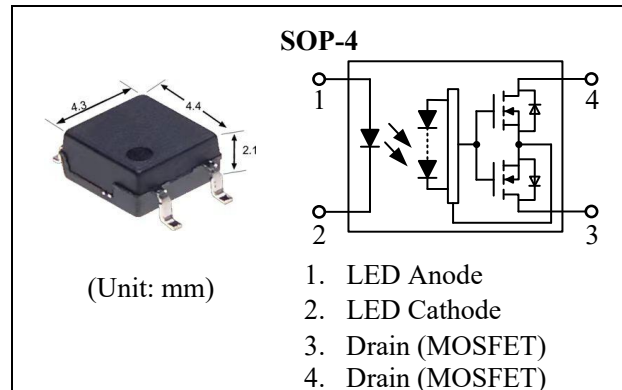 SOP-4
4.3
4.4
2.1
1
4
2
3
(Unit: mm)
1. LED Anode
2. LED Cathode
3. Drain (MOSFET)
4. Drain (MOSFET)